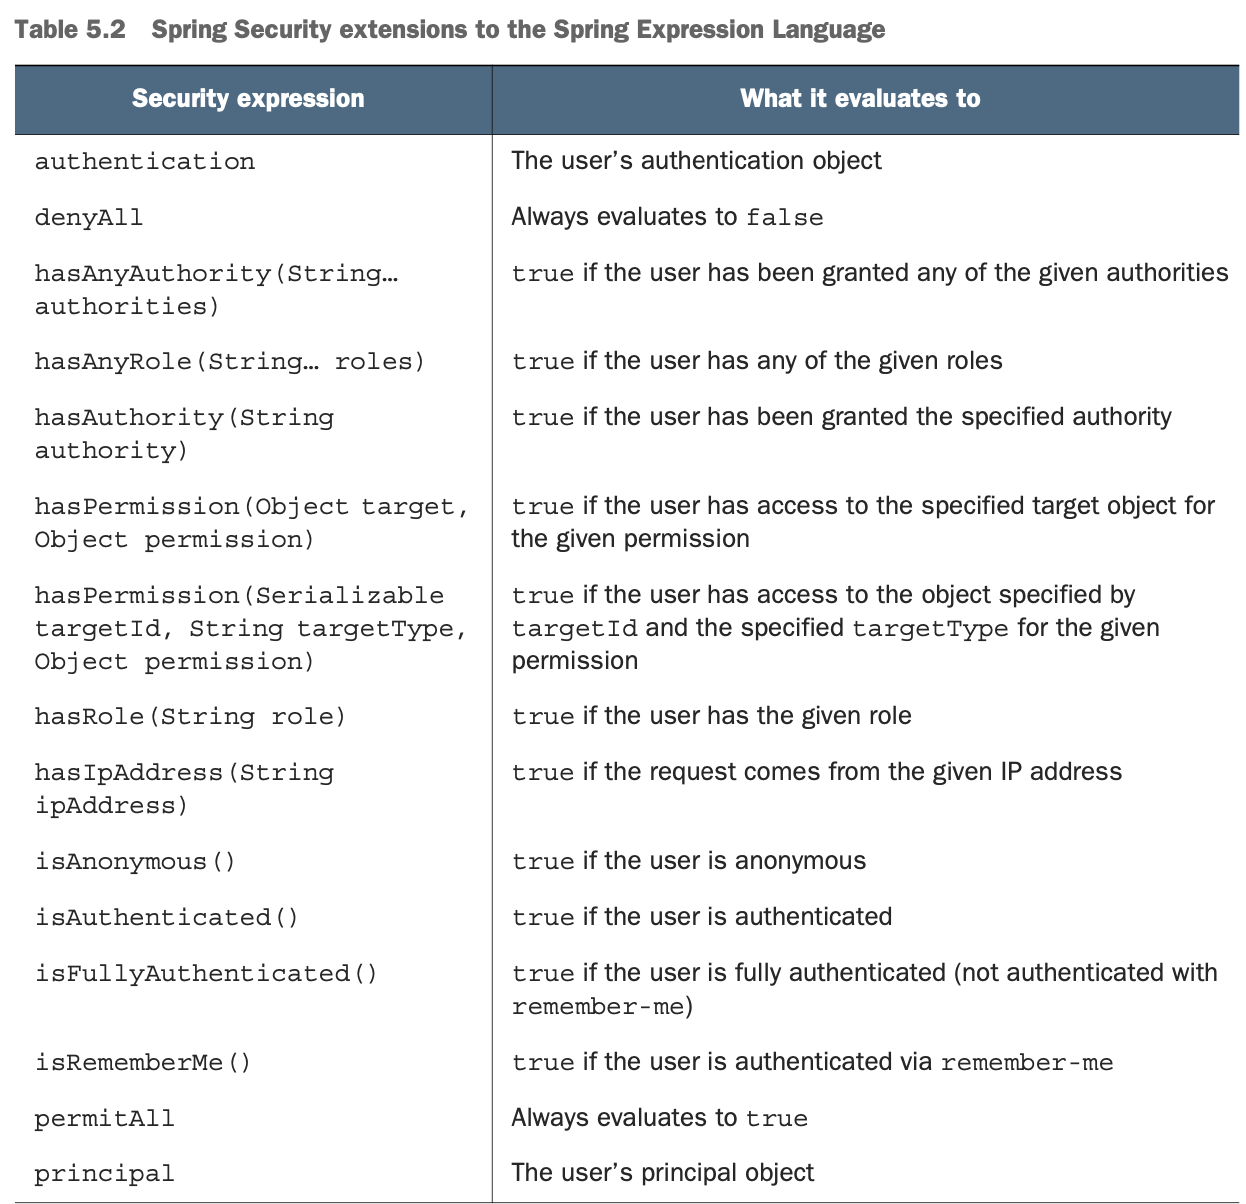 Table 5.2 Spring Security extensions to the Spring Expression Language
Security expression What it evaluates to
authentication The user’s authentication object
denyAll Always evaluates to false
hasAnyAuthority(String… true if the user has been granted any of the given authorities
authorities)
hasAnyRole(String… roles) true if the user has any of the given roles
hasAuthority(String true if the user has been granted the specified authority
authority)
hasPermission(Object target, true if the user has access to the specified target object for
Object permission) the given permission
hasPermission(Serializable true if the user has access to the object specified by
targetId, String targetType, targetId and the specified targetType for the given
Object permission) permission
hasRole(String role) true if the user has the given role
hasIpAddress(String true if the request comes from the given IP address
ipAddress)
isAnonymous() true if the user is anonymous
isAuthenticated() true if the user is authenticated
isFullyAuthenticated() true if the user is fully authenticated (not authenticated with
remember-me)
isRememberMe() true if the user is authenticated via remember-me
permitAll Always evaluates to true
principal The user’s principal object